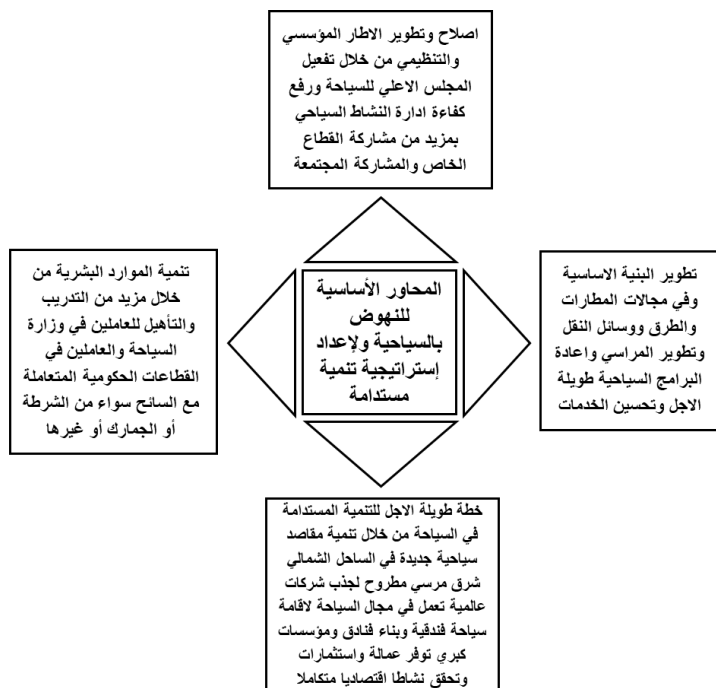 اصلاح وتطوير الاطار المؤسسي
والتنظيمي من خلال تفعيل
المجلس الاعلي للسياحة ورفع
كفاءة ادارة النشاط السياحي
بمزيد من مشاركة القطاع
الخاص والمشاركة المجتمعة
تطوير البنية الاساسية
وفي مجالات المطارات
والطرق ووسائل النقل
وتطوير المراسي واعادة
البرامج السياحية طويلة
الاجل وتحسين الخدمات
المحاور الأساسية
للنهوض
بالسياحية ولإعداد
إستراتيجية تنمية
مستدامة
تنمية الموارد البشرية من
خلال مزيد من التدريب
والتأهيل للعاملين في وزارة
السياحة والعاملين في
القطاعات الحكومية المتعاملة
مع السائح سواء من الشرطة
أو الجمارك أو غيرها
خطة طويلة الاجل للتنمية المستدامة
في السياحة من خلال تنمية مقاصد
سياحية جديدة في الساحل الشمالي
شرق مرسي مطروح لجذب شركات
عالمية تعمل في مجال السياحة لاقامة
سياحة فندقية وبناء فنادق ومؤسسات
كبري توفر عمالة واستثمارات
وتحقق نشاطا اقتصاديا متكاملا